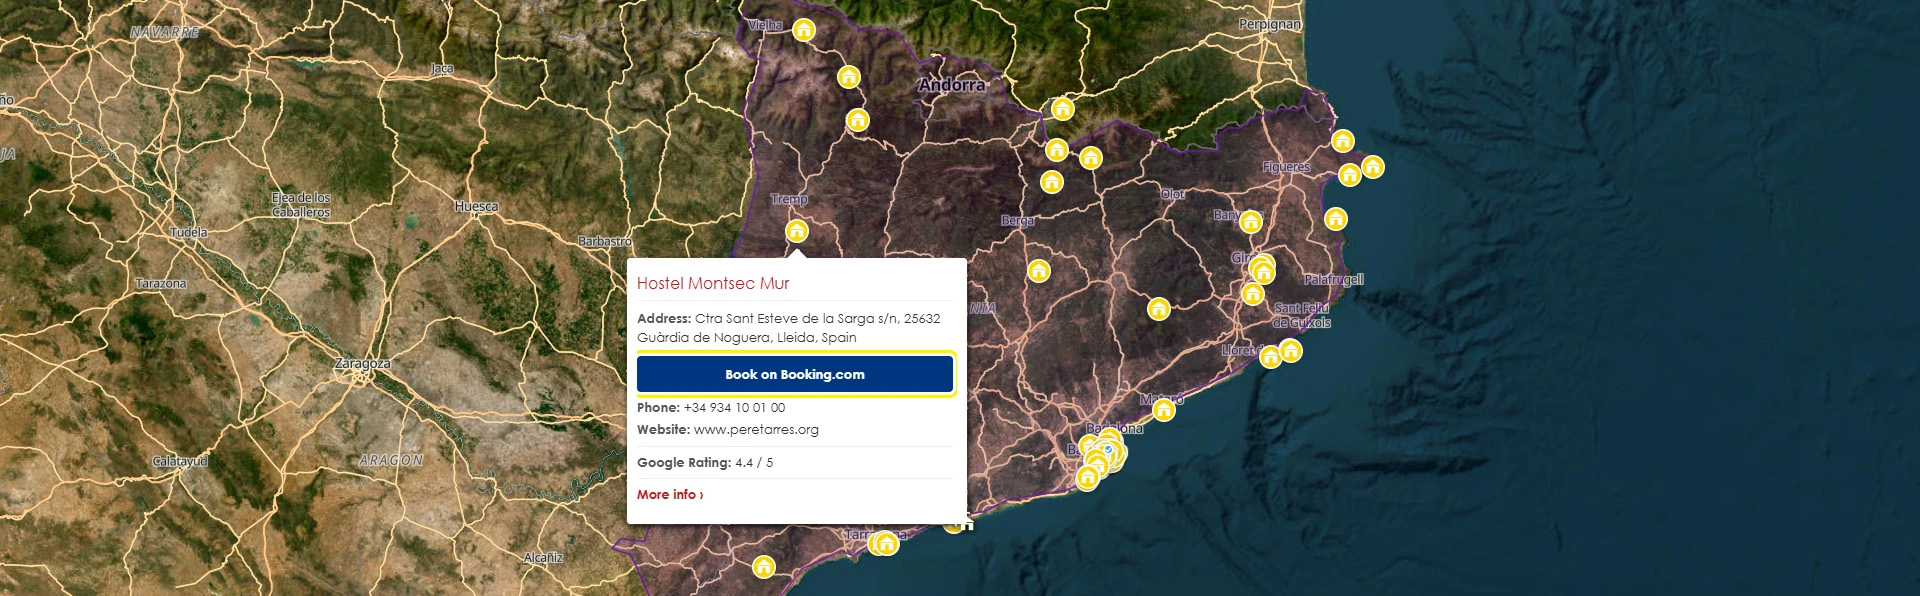 NAVARRE
Vielha
Perpignan
Jaca
Andorra
Figueres
Ejea de los
Caballeros
Huesca
Tremp
Olot
Berga
Tudela
Barbastro
Tarazona
Palafrugell
Sant Feliu
de Guíxols
Zaragoza
Calatayud
ARAGON
Alcañiz
Hostel Montsec Mur
Address: Ctra Sant Esteve de la Sarga s/n, 25632
Guàrdia de Noguera, Lleida, Spain
Book on Booking.com
Phone: +34 934 10 01 00
Website: www.peretarres.org
Google Rating: 4.4 / 5
More info ›
Mataró
Badalona